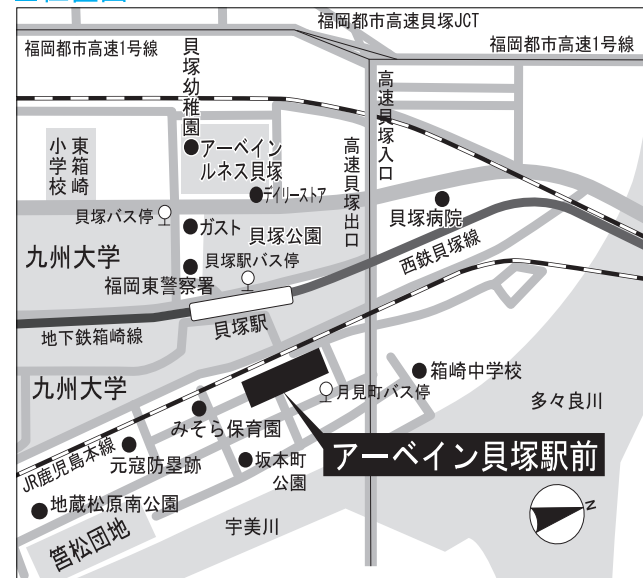 福岡都市高速貝塚JCT
福岡都市高速1号線
福岡都市高速1号線
貝塚幼稚園
高速貝塚入口
高速貝塚出口
東箱崎
小学校
アーベイン
ルネス貝塚
デイリーストア
貝塚バス停
ガスト
貝塚公園
貝塚病院
九州大学
貝塚駅バス停
西鉄貝塚線
福岡東警察署
貝塚駅
地下鉄箱崎線
九州大学
箱崎中学校
月見町バス停
多々良川
みそら保育園
JR鹿児島本線
元寇防塁跡
坂本町
公園
アーベイン貝塚駅前
地蔵松原南公園
宇美川
筥松団地
N